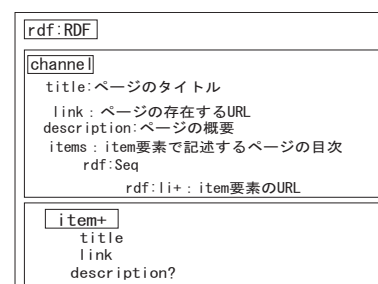 rdf:RDF
channel
title:ページのタイトル
link：ページの存在するURL
description:ページの概要
items：item要素で記述するページの目次
rdf:Seq
rdf:li+：item要素のURL
item+
title
link
description?